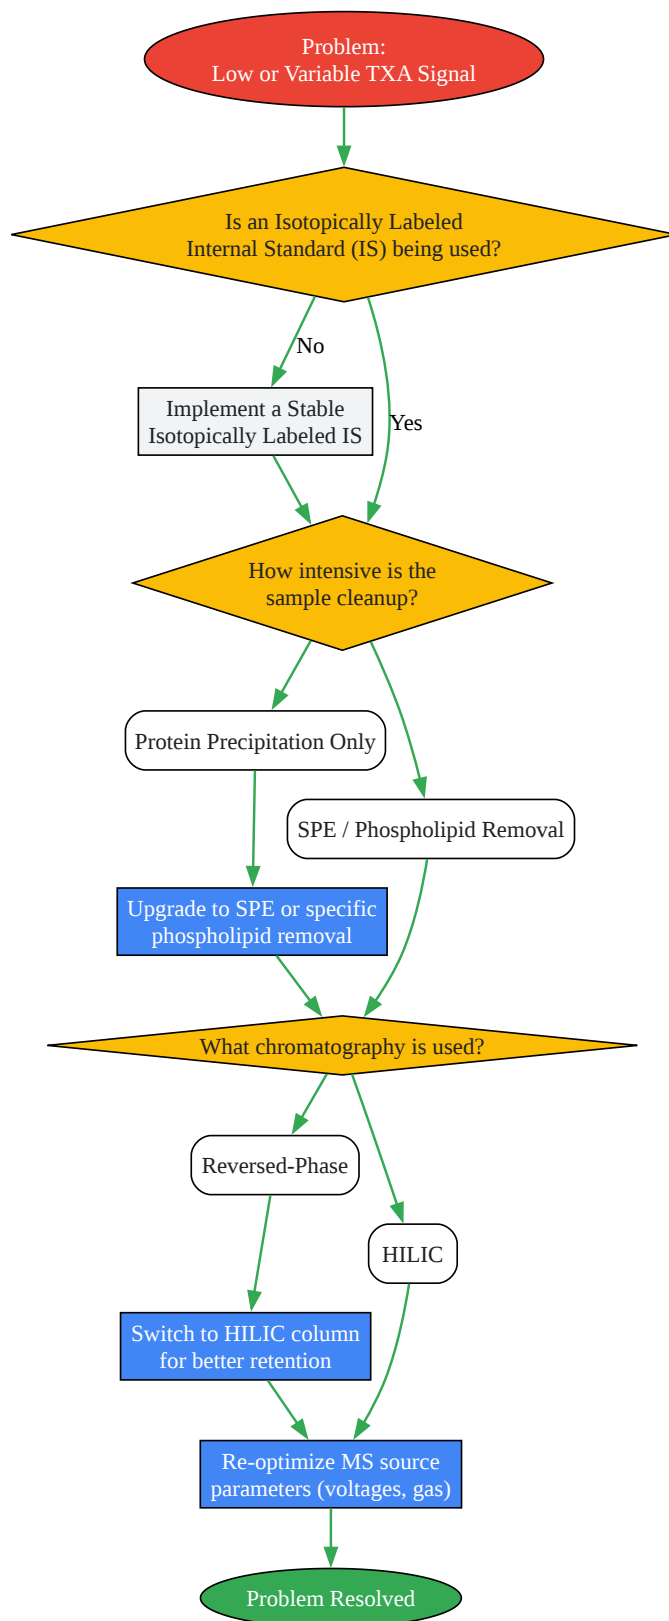 Problem:
Low or Variable TXA Signal
Is an Isotopically Labeled
Internal Standard (IS) being used?
No
Implement a Stable
Isotopically Labeled IS
Yes
How intensive is the
sample cleanup?
Protein Precipitation Only
SPE / Phospholipid Removal
Upgrade to SPE or specific
phospholipid removal
What chromatography is used?
Reversed-Phase
HILIC
Switch to HILIC column
for better retention
Re-optimize MS source
parameters (voltages, gas)
Problem Resolved